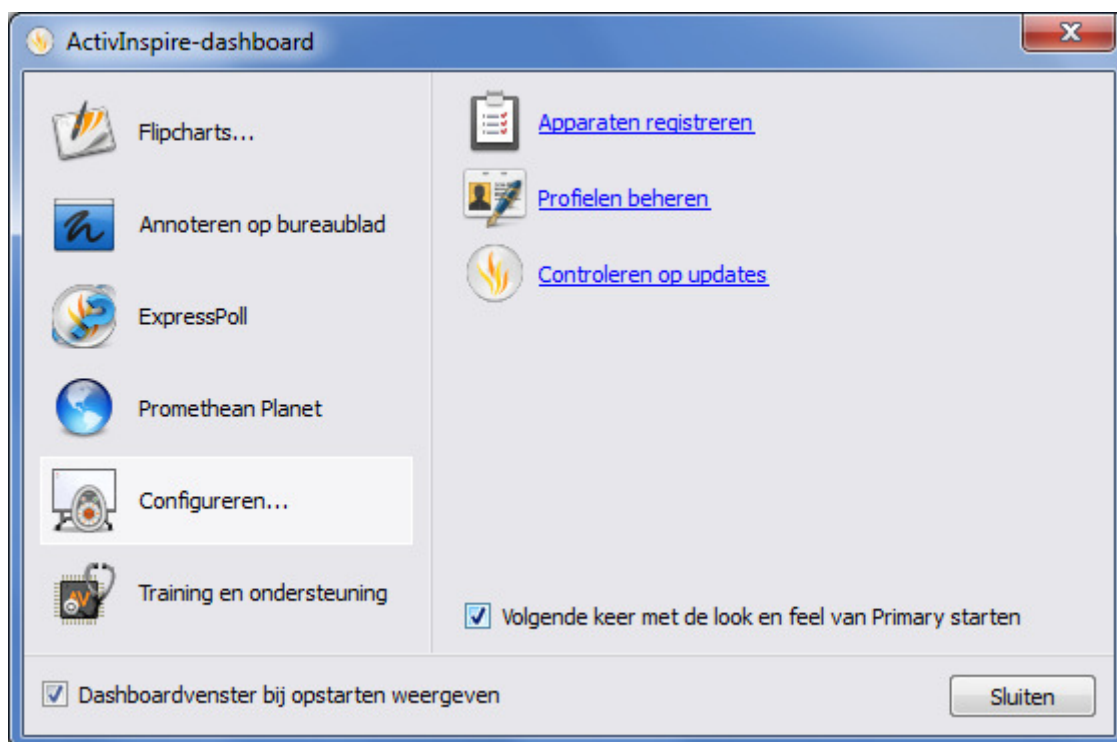 ActivInspire-dashboard
Flipcharts...
Annoteren op bureaublad
ExpressPoll
Promethean Planet
Configureren...
Training en ondersteuning
Apparaten registreren
Profielen beheren
Controleren op updates
Volgende keer met de look en feel van Primary starten
Dashboardvenster bij opstarten weergeven
Sluiten